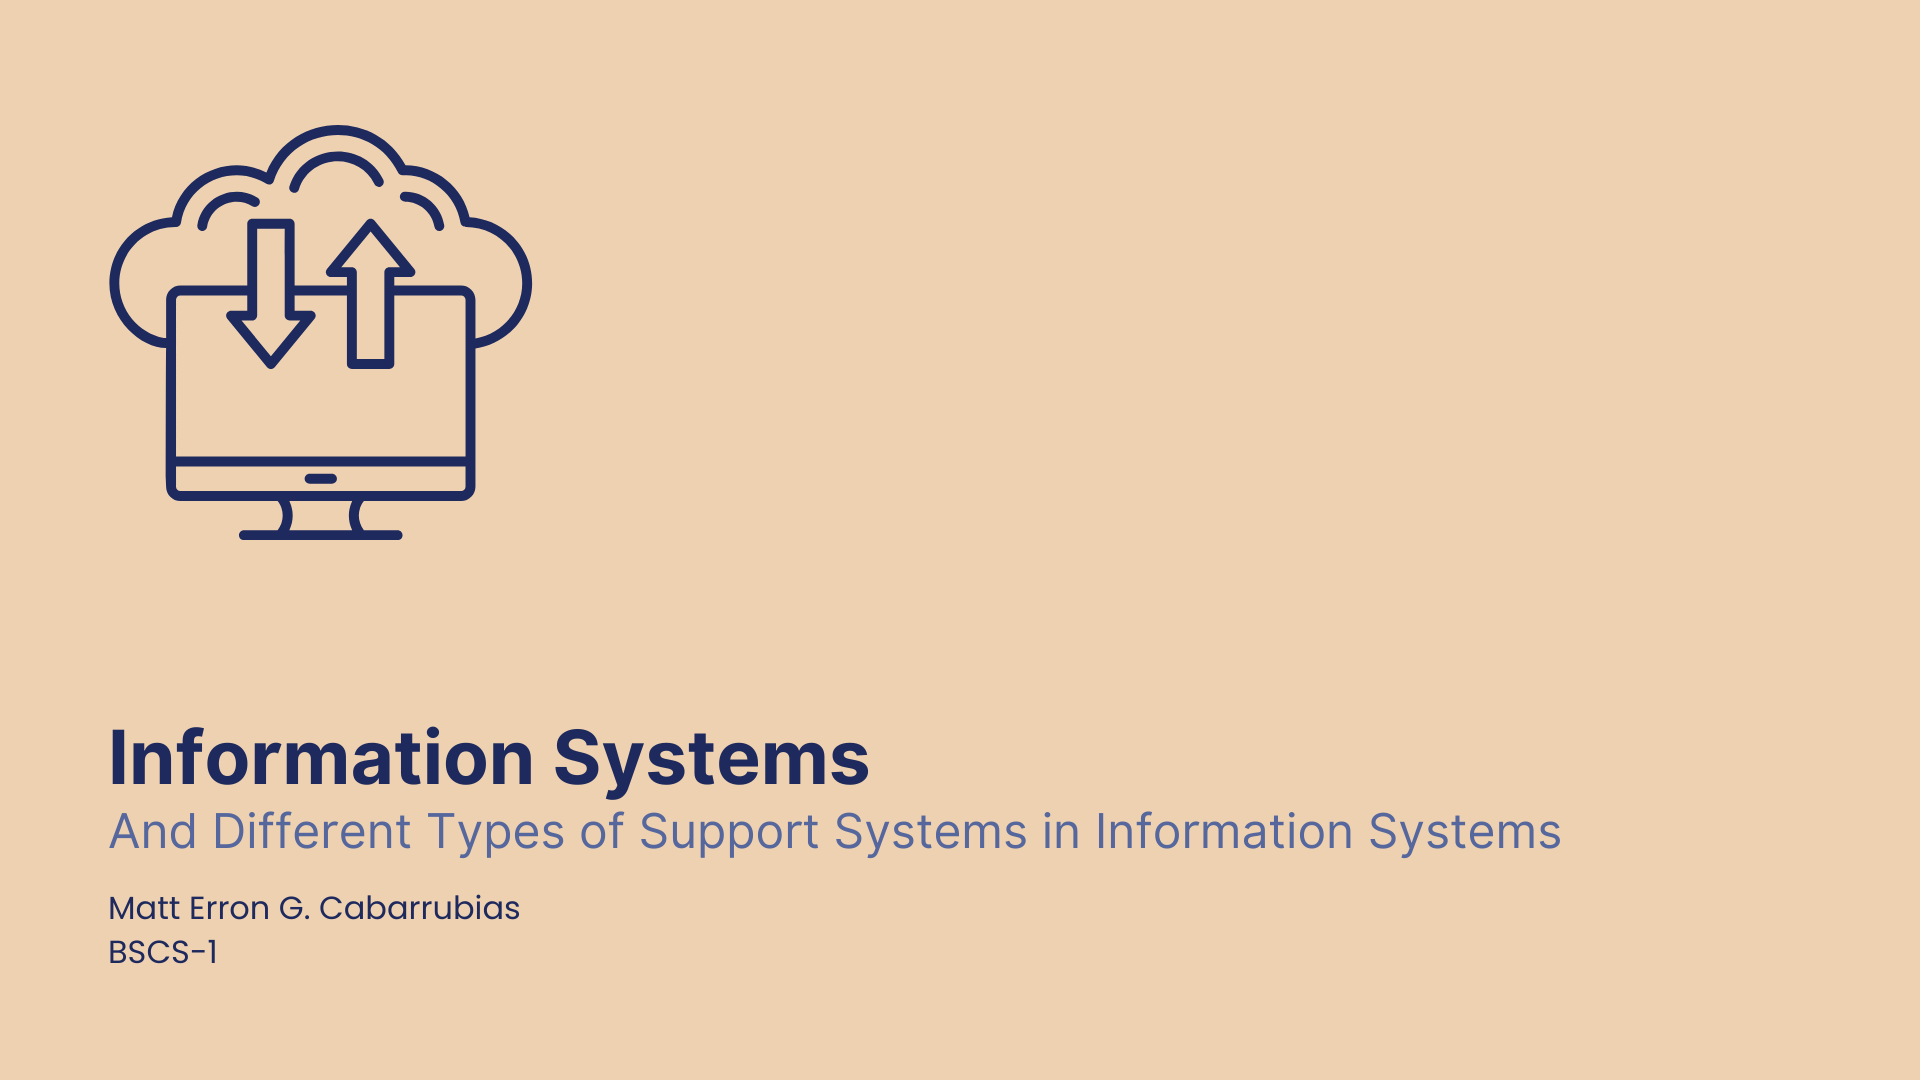 Information Systems
And Different Types of Support Systems in Information Systems
Matt Erron G. Cabarrubias
BSCS-1